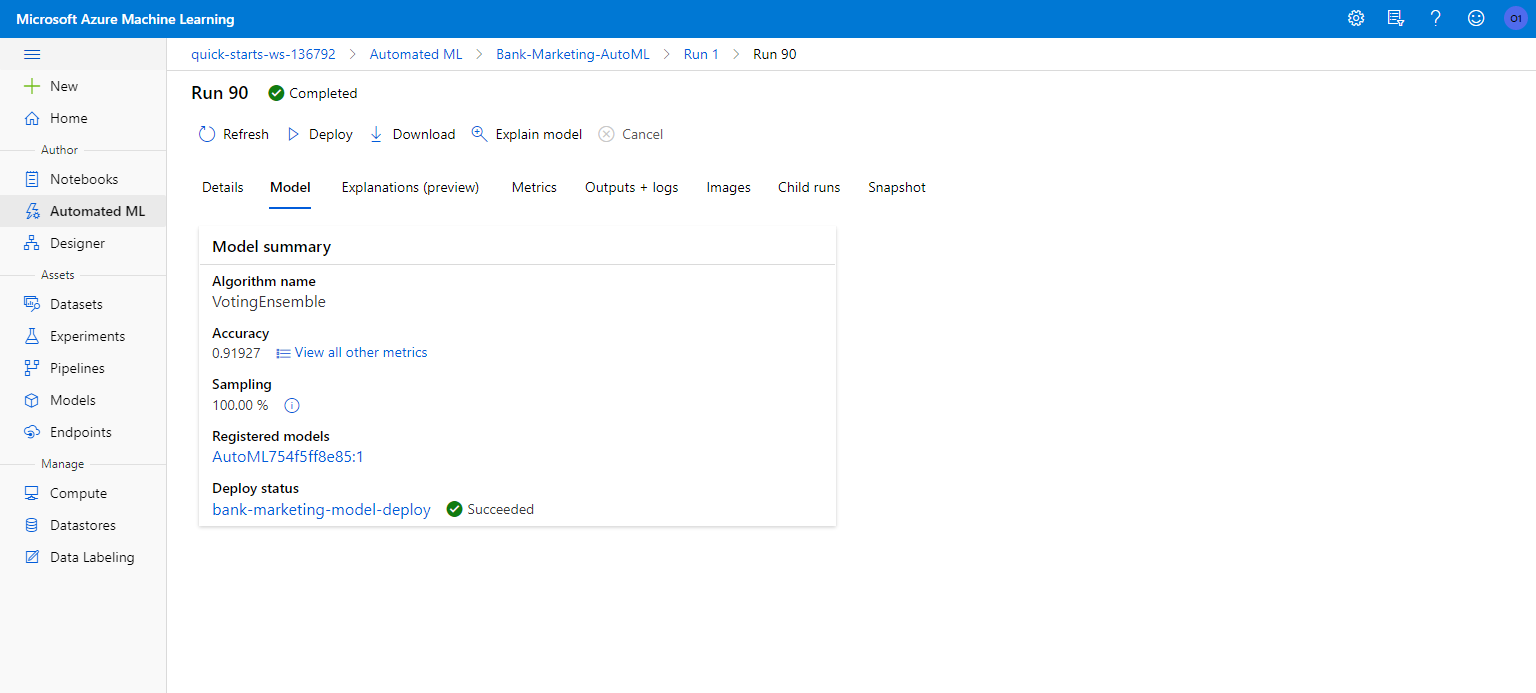 Microsoft Azure Machine Learning
01
quick-starts-ws-136792 > Automated ML > Bank-Marketing-AutoML > Run 1 > Run 90
New
Home
Author
Notebooks
Automated ML
Designer
Assets
Datasets
Experiments
Pipelines
Models
Endpoints
Manage
Compute
Datastores
Data Labeling
Run 90 Completed
Refresh Deploy Download Explain model Cancel
Details Model Explanations (preview) Metrics Outputs + logs Images Child runs Snapshot
Model summary
Algorithm name
VotingEnsemble
Accuracy
0.91927 View all other metrics
Sampling
100.00 %
Registered models
AutoML754f5ff8e85:1
Deploy status
bank-marketing-model-deploy Succeeded